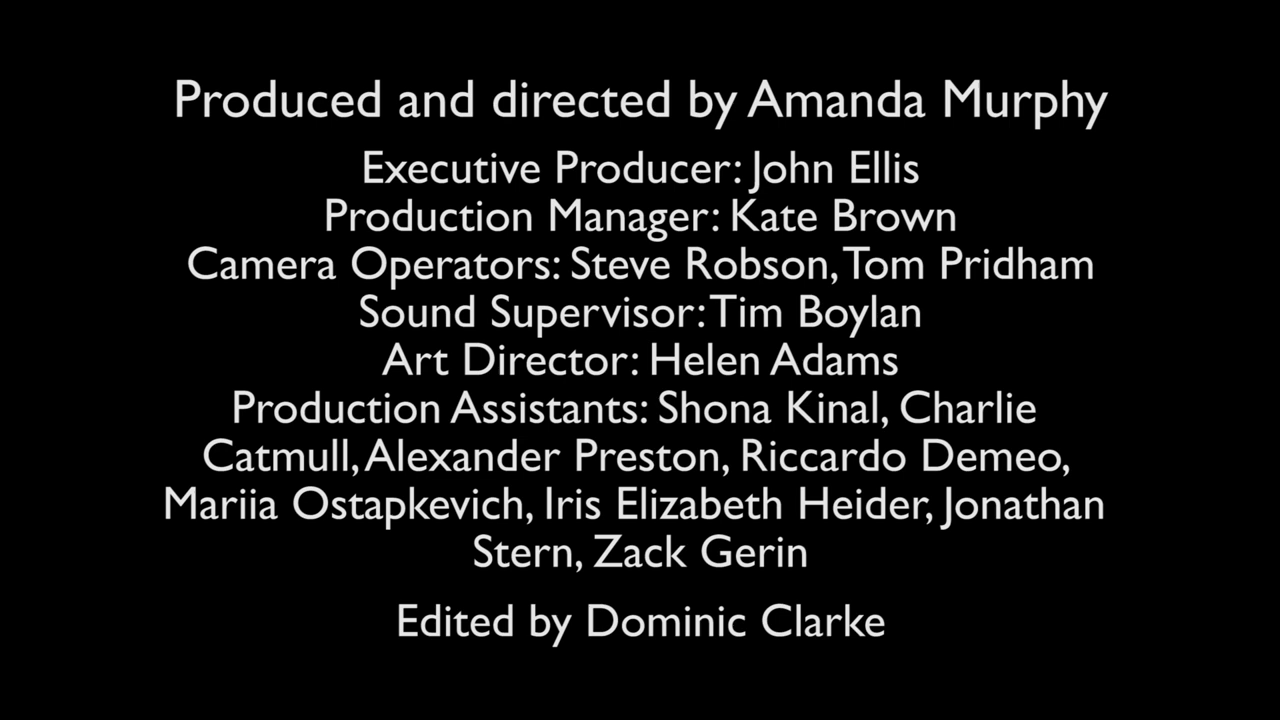 Produced and directed by Amanda Murphy
Executive Producer: John Ellis
Production Manager: Kate Brown
Camera Operators: Steve Robson, Tom Pridham
Sound Supervisor: Tim Boylan
Art Director: Helen Adams
Production Assistants: Shona Kinal, Charlie
Catmull, Alexander Preston, Riccardo Demeo,
Mariia Ostapkevich, Iris Elizabeth Heider, Jonathan
Stern, Zack Gerin
Edited by Dominic Clarke